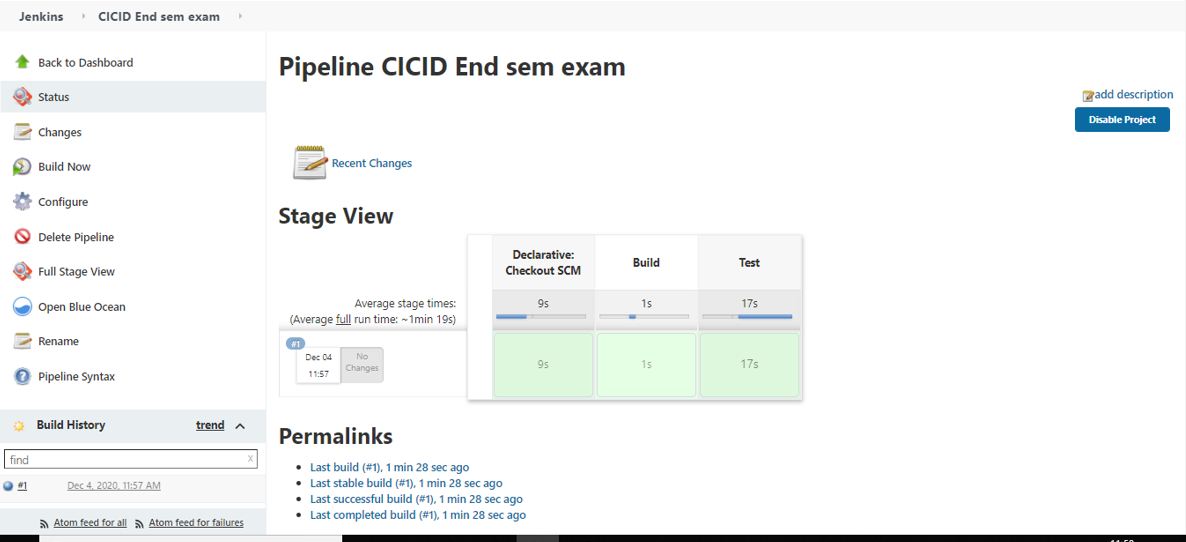 Jenkins CICID End sem exam
Back to Dashboard
Status
Changes
Build Now
Configure
Delete Pipeline
Full Stage View
Open Blue Ocean
Rename
Pipeline Syntax
Build History trend
find x
#1 Dec 4, 2020, 11:57 AM
Atom feed for all Atom feed for failures
Pipeline CICID End sem exam
add description
Disable Project
Recent Changes
Stage View
Declarative:
Checkout SCM
Build
Test
Average stage times:
(Average full run time: ~1min 19s)
9s 1s 17s
#1
Dec 04
11:57
No
Changes
9s 1s 17s
Permalinks
Last build (#1), 1 min 28 sec ago
Last stable build (#1), 1 min 28 sec ago
Last successful build (#1), 1 min 28 sec ago
Last completed build (#1), 1 min 28 sec ago